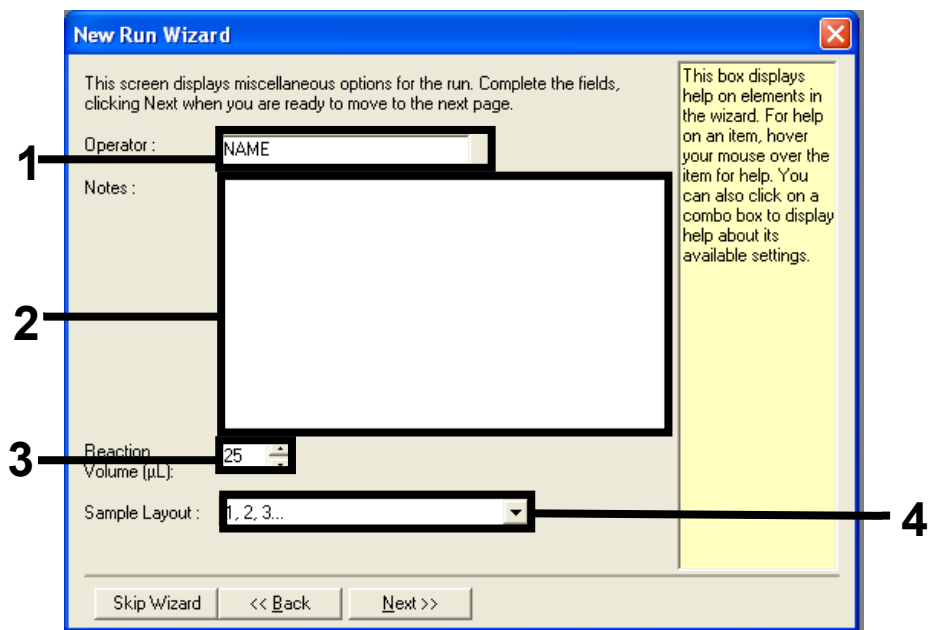 New Run Wizard
This screen displays miscellaneous options for the run. Complete the fields,
clicking Next when you are ready to move to the next page.
This box displays
help on elements in
the wizard. For help
on an item, hover
your mouse over the
item for help. You
can also click on a
combo box to display
help about its
available settings.
1
Operator :
NAME
Notes :
2
3
Reaction
Volume (µL):
25
Sample Layout :
1, 2, 3...
4
Skip Wizard
<< Back
Next >>